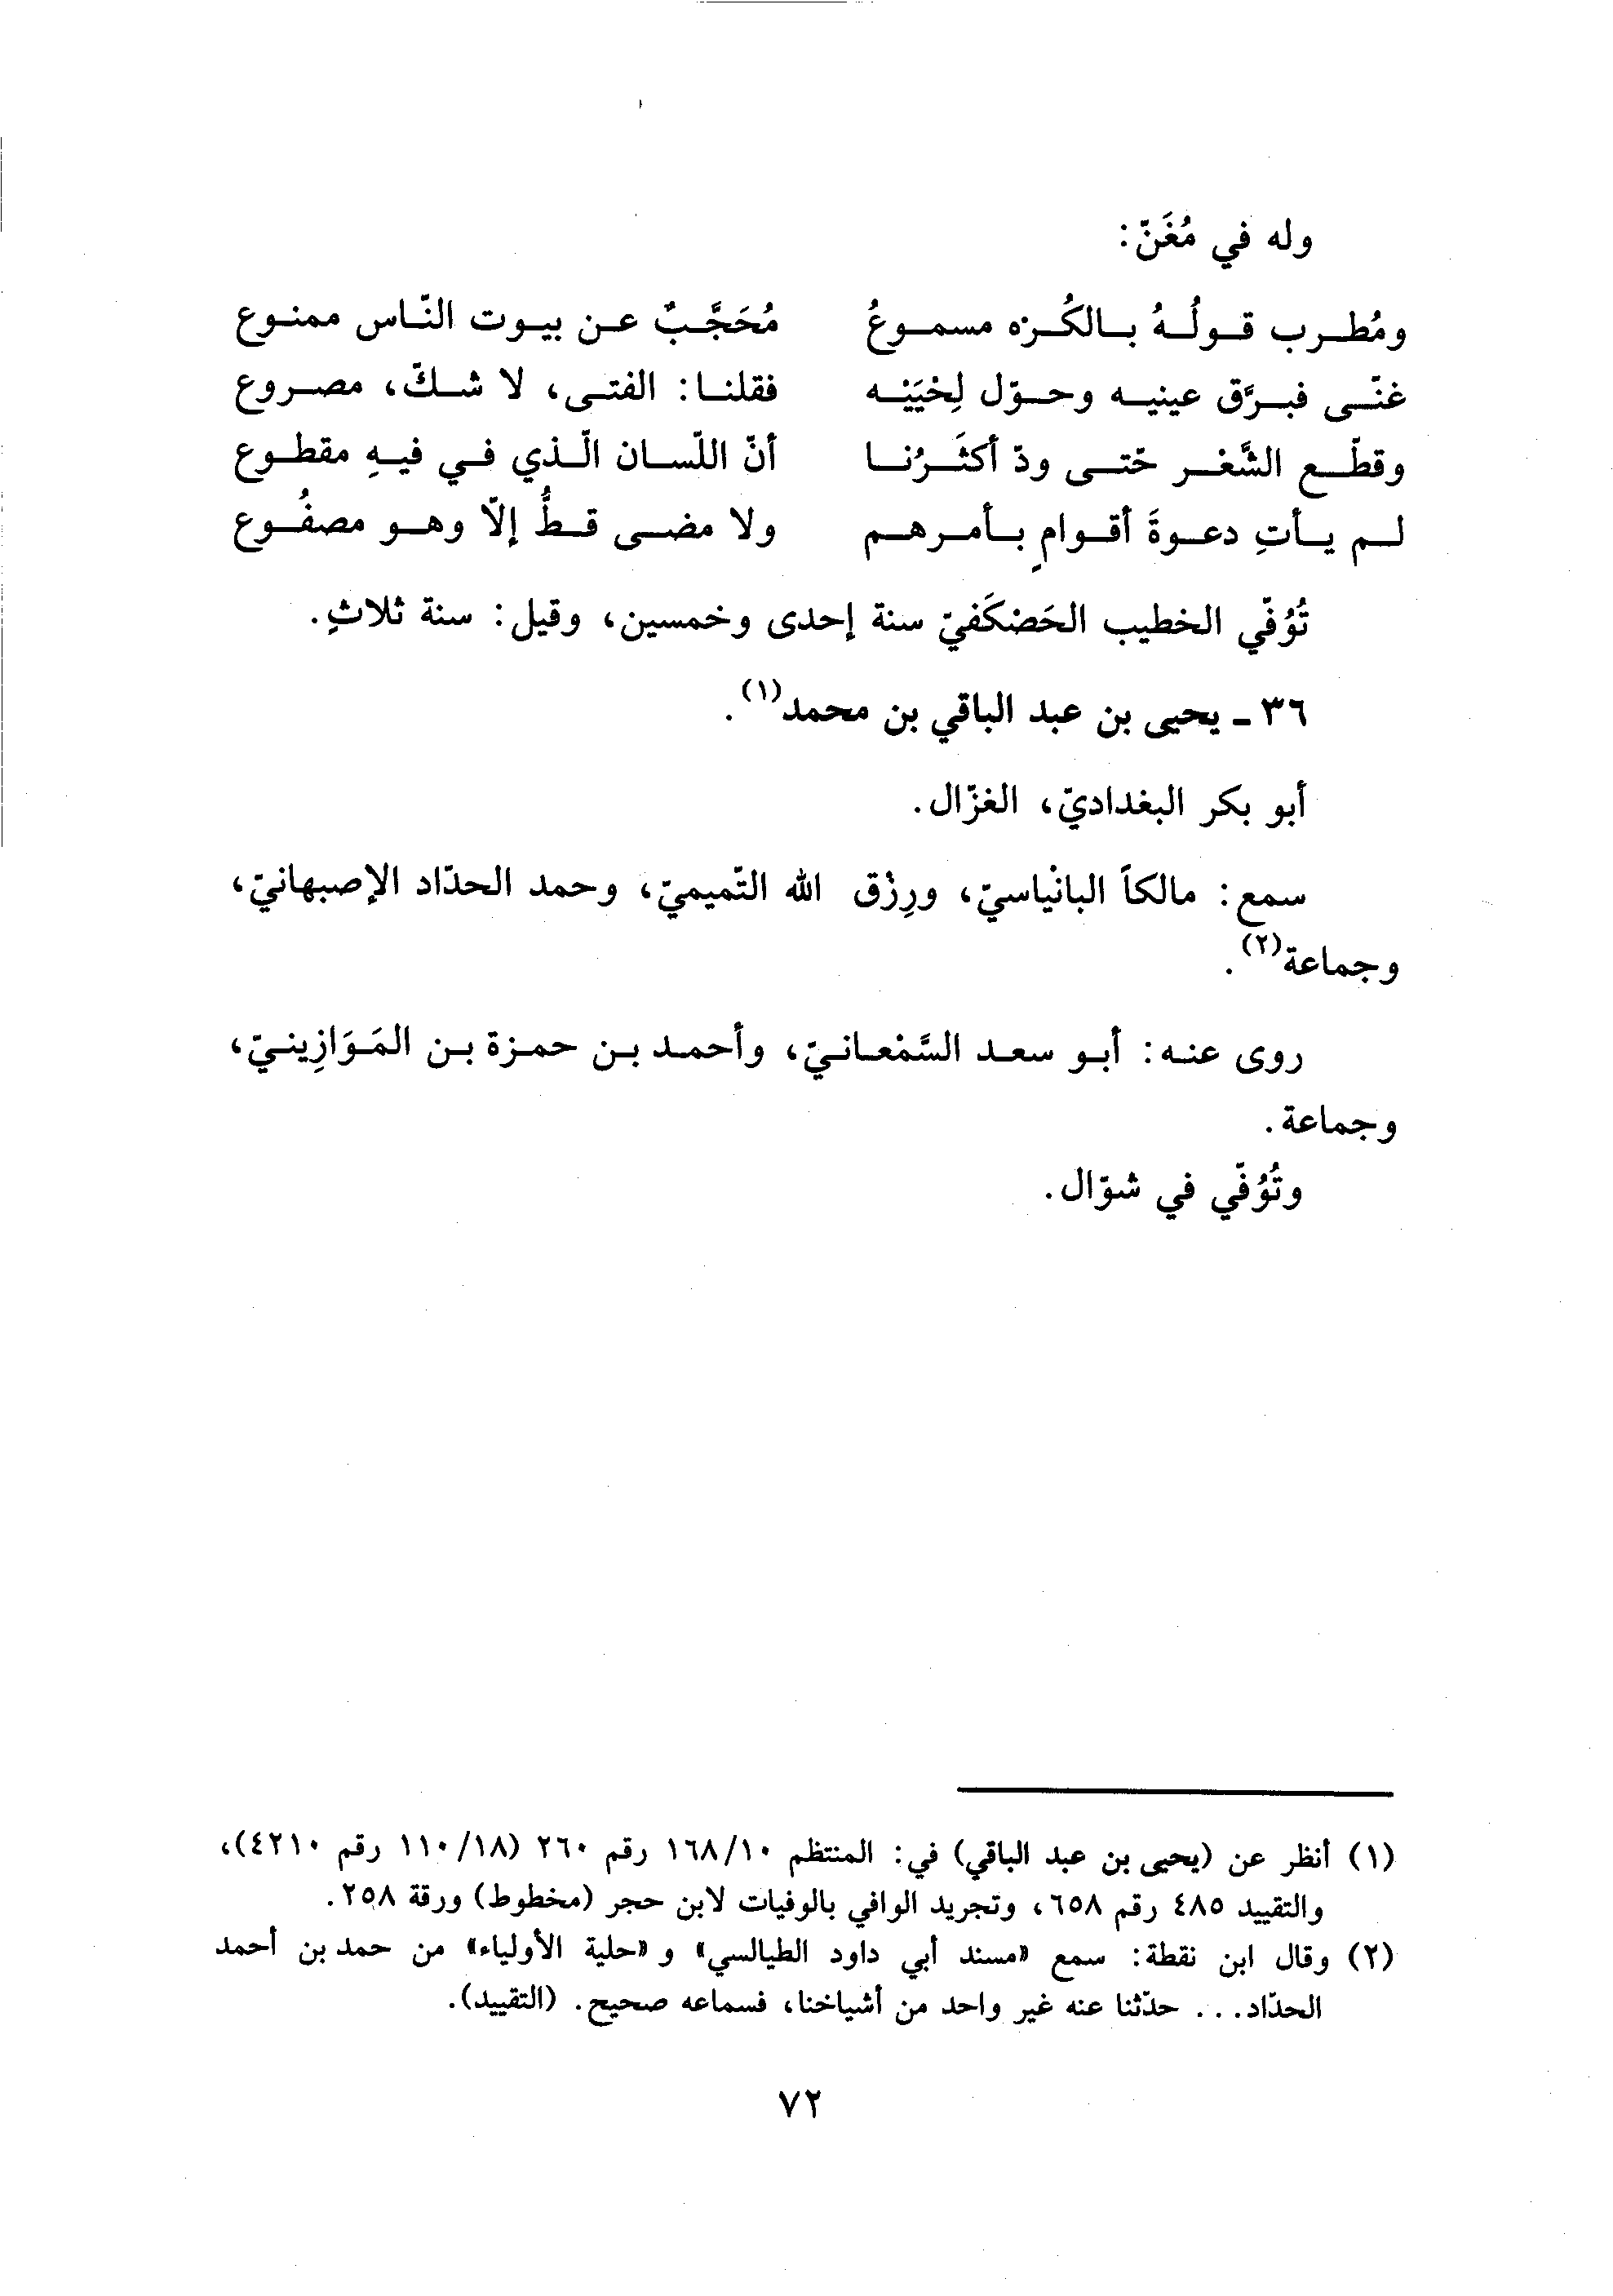 وله في مُغَنّ:
ومُطرب قولُهُ بالكُرْه مسموعُ مُحَجَّبٌ عن بيوت النّاس ممنوع
غنّى فبرَّق عينيه وحوّل لِحْيَيْه فقلنا: الفتى، لا شكّ، مصروع
وقطّع الشَّعْر حّتى ودّ أكثَرُنا أنّ اللّسان الّذي في فيهِ مقطوع
لم يأتِ دعوةَ أقوامٍ بأمرهم ولا مضى قطُّ إلّا وهو مصفُوع
تُوُفّي الخطيب الحَصْكَفيّ سنة إحدى وخمسين، وقيل: سنة ثلاثٍ.
٣٦ - يحيى بن عبد الباقي بن محمد(١).
أبو بكر البغداديّ، الغزّال.
سمع: مالكاً البانْياسيّ، ورِزْق الله التّميميّ، وحمد الحدّاد الإصبهانيّ،
وجماعة(٢).
روى عنه: أبو سعد السَّمْعانيّ، وأحمد بن حمزة بن المَوَازِينيّ،
وجماعة.
وتُوُفّي في شوّال.
(١) أنظر عن (يحيى بن عبد الباقي) في: المنتظم ١٦٨/١٠ رقم ٢٦٠ (١١٠/١٨ رقم ٤٢١٠)،
والتقييد ٤٨٥ رقم ٦٥٨، وتجريد الوافي بالوفيات لابن حجر (مخطوط) ورقة ٢٥٨.
(٢) وقال ابن نقطة: سمع «مسند أبي داود الطيالسي» و«حلية الأولياء» من حمد بن أحمد
الحدّاد... حدّثنا عنه غير واحد من أشياخنا، فسماعه صحيح. (التقييد).
٧٢